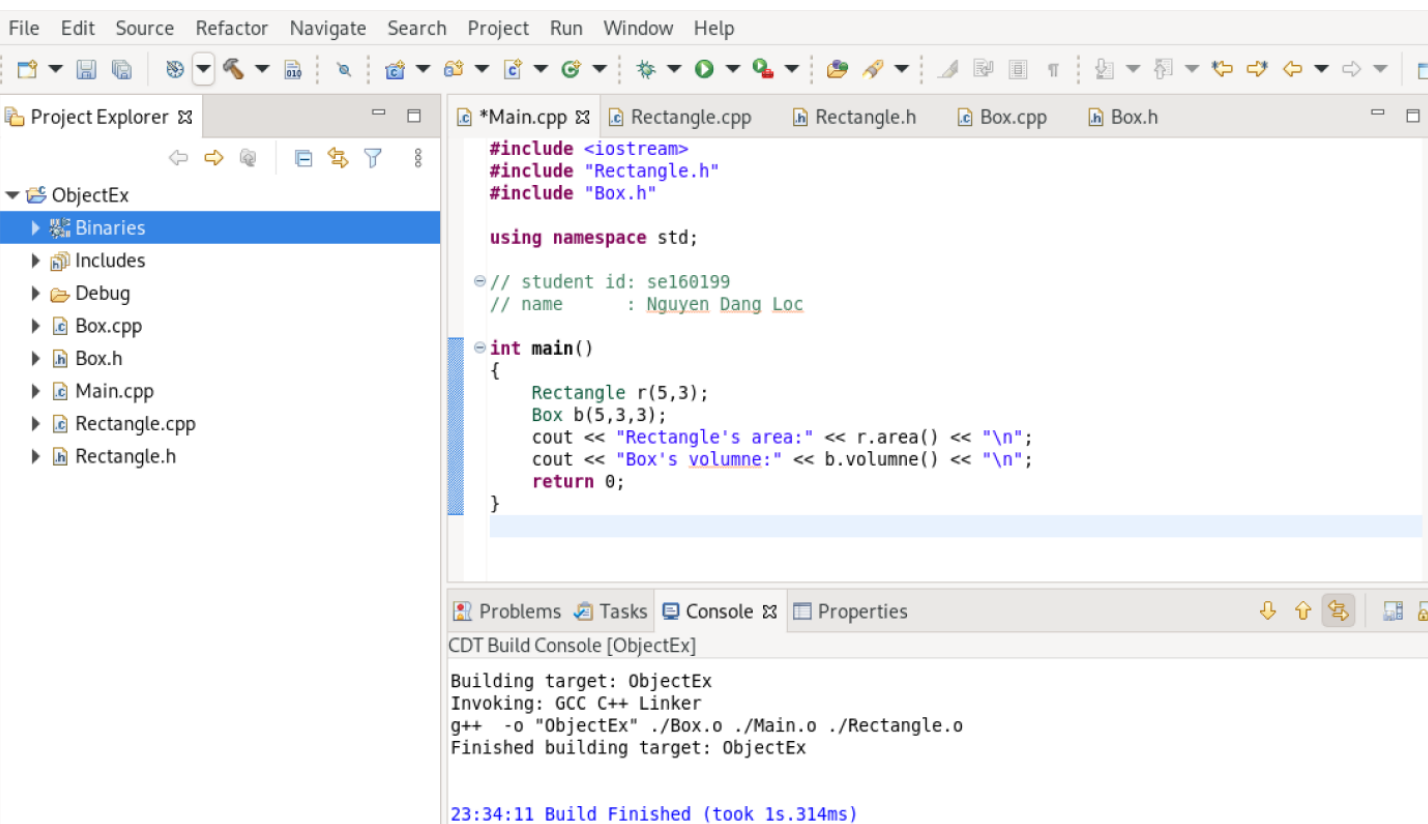 File Edit Source Refactor Navigate Search Project Run Window Help
Project Explorer
ObjectEx
Binaries
Includes
Debug
Box.cpp
Box.h
Main.cpp
Rectangle.cpp
Rectangle.h
*Main.cpp Rectangle.cpp Rectangle.h Box.cpp Box.h
#include <iostream>
#include "Rectangle.h"
#include "Box.h"
using namespace std;
// student id: se160199
// name      : Nguyen Dang Loc
int main()
{
    Rectangle r(5,3);
    Box b(5,3,3);
    cout << "Rectangle's area:" << r.area() << "\n";
    cout << "Box's volumne:" << b.volumne() << "\n";
    return 0;
}
Problems Tasks Console Properties
CDT Build Console [ObjectEx]
Building target: ObjectEx
Invoking: GCC C++ Linker
g++  -o "ObjectEx" ./Box.o ./Main.o ./Rectangle.o
Finished building target: ObjectEx
23:34:11 Build Finished (took 1s.314ms)